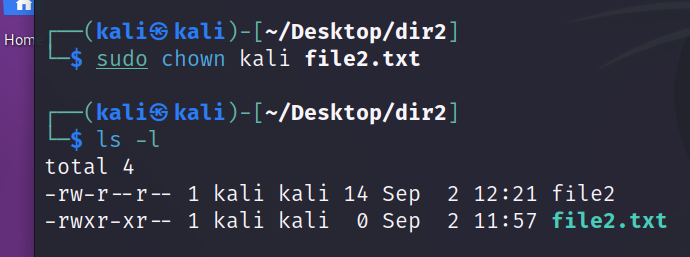 Home
┌──(kali㉿kali)-[~/Desktop/dir2]
└─$ sudo chown kali file2.txt
┌──(kali㉿kali)-[~/Desktop/dir2]
└─$ ls -l
total 4
-rw-r--r-- 1 kali kali 14 Sep  2 12:21 file2
-rwxr-xr-- 1 kali kali  0 Sep  2 11:57 file2.txt